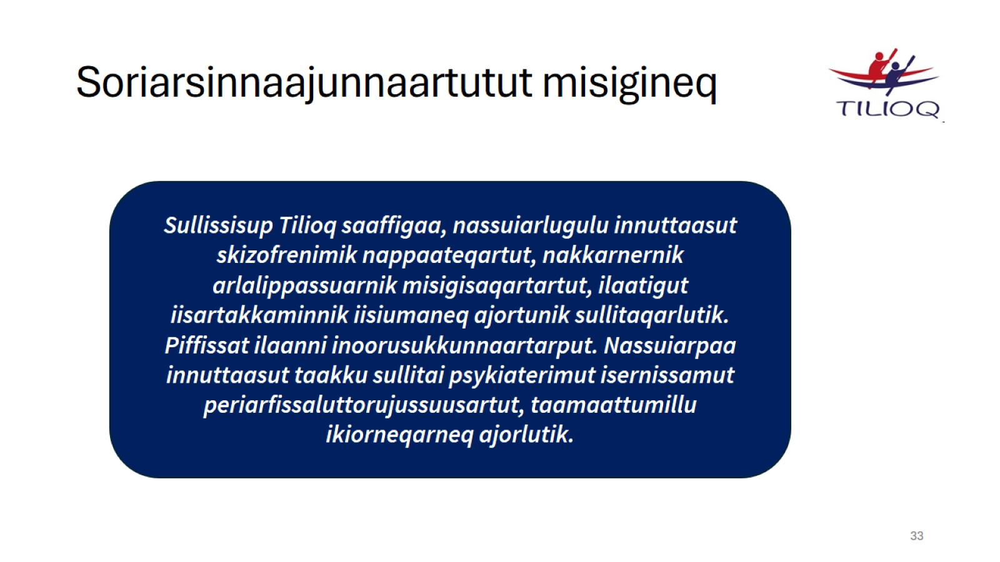 Soriarsinnaajunnaartutut misigineq
TILIOQ
Sullissisup Tilioq saaffigaa, nassuiarlugulu innuttaasut
skizofrenimik nappaateqartut, nakkarnernik
arlalippassuarnik misigisaqartartut, ilaatigut
iisartakkaminnik iisiumaneq ajortunik sullitaqarlutik.
Piffissat ilaanni inoorusukkunnaartarput. Nassuiarpaa
innuttaasut taakku sullitai psykiaterimut isernissamut
periarfissaluttorujussuusartut, taamaattumillu
ikiorneqarneq ajorlutik.
33